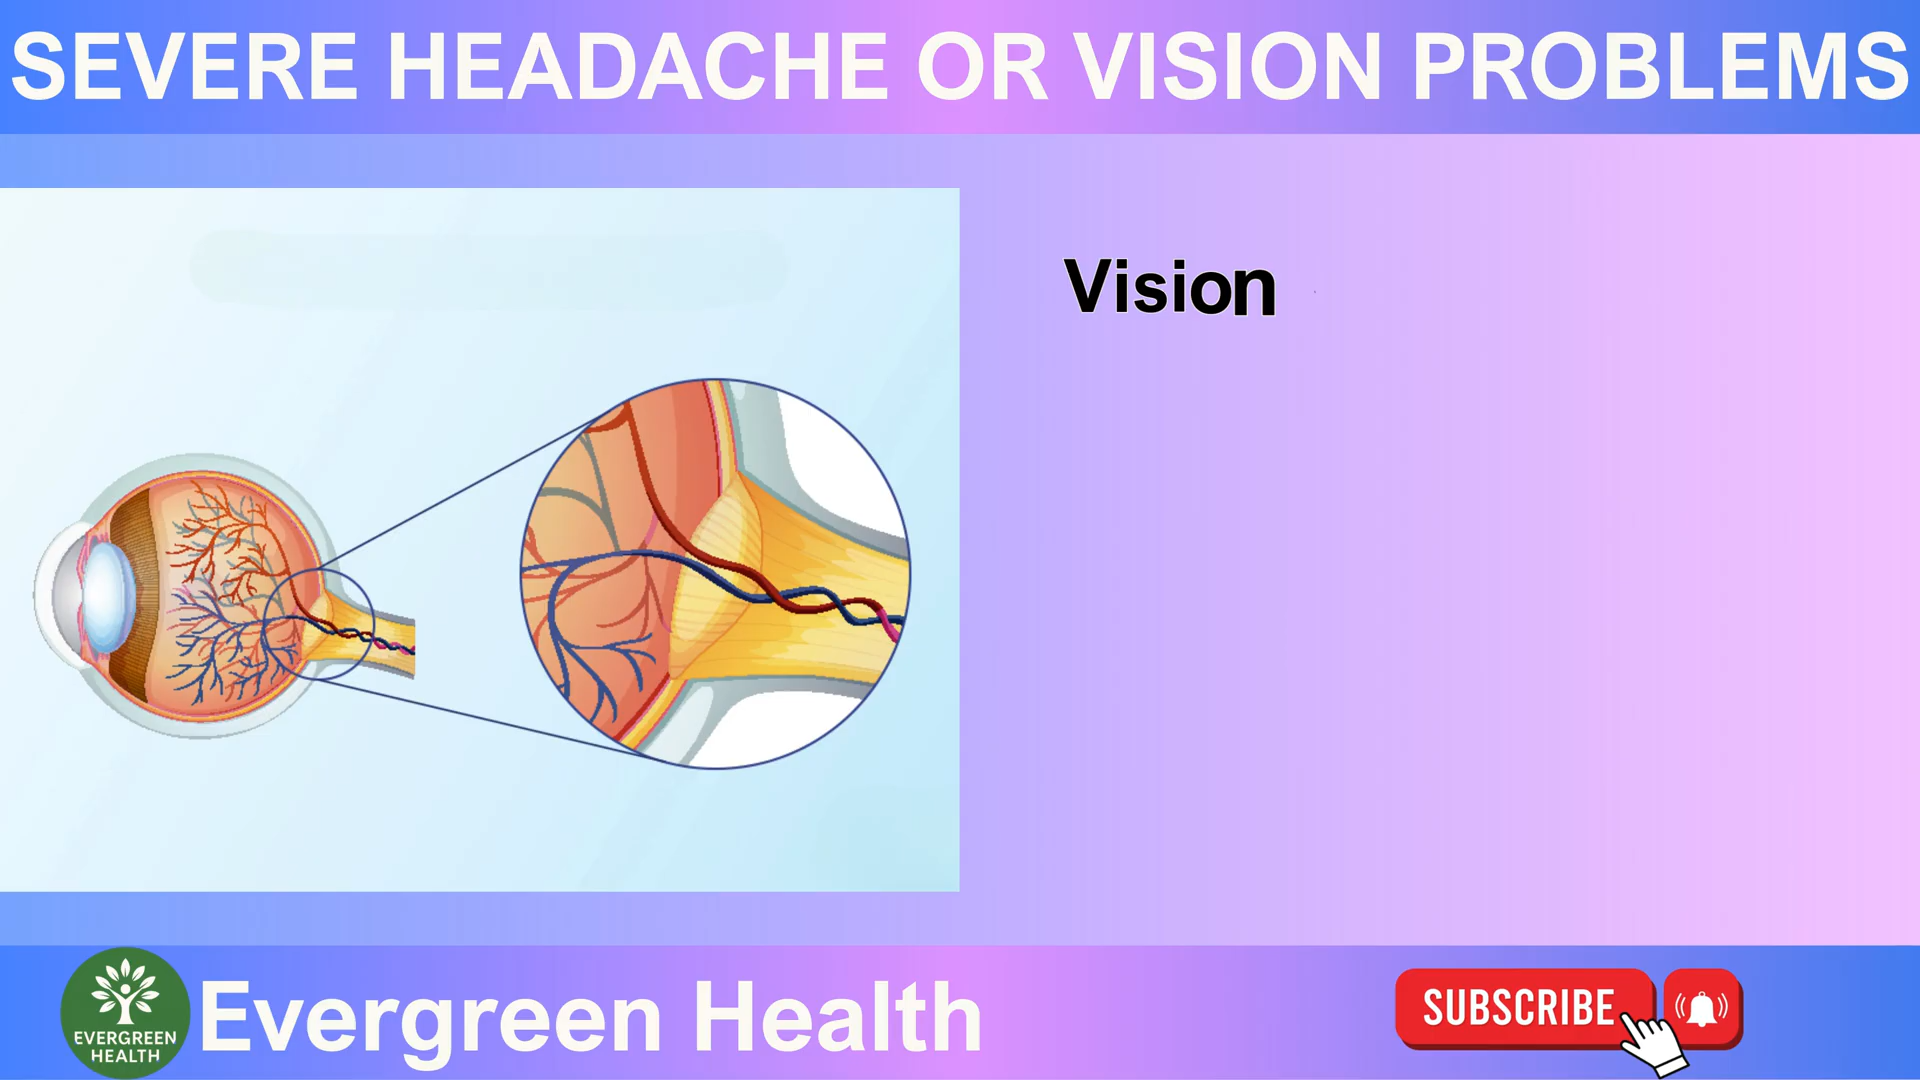 SEVERE HEADACHE OR VISION PROBLEMS
Vision
EVERGREEN
HEALTH
Evergreen Health
SUBSCRIBE